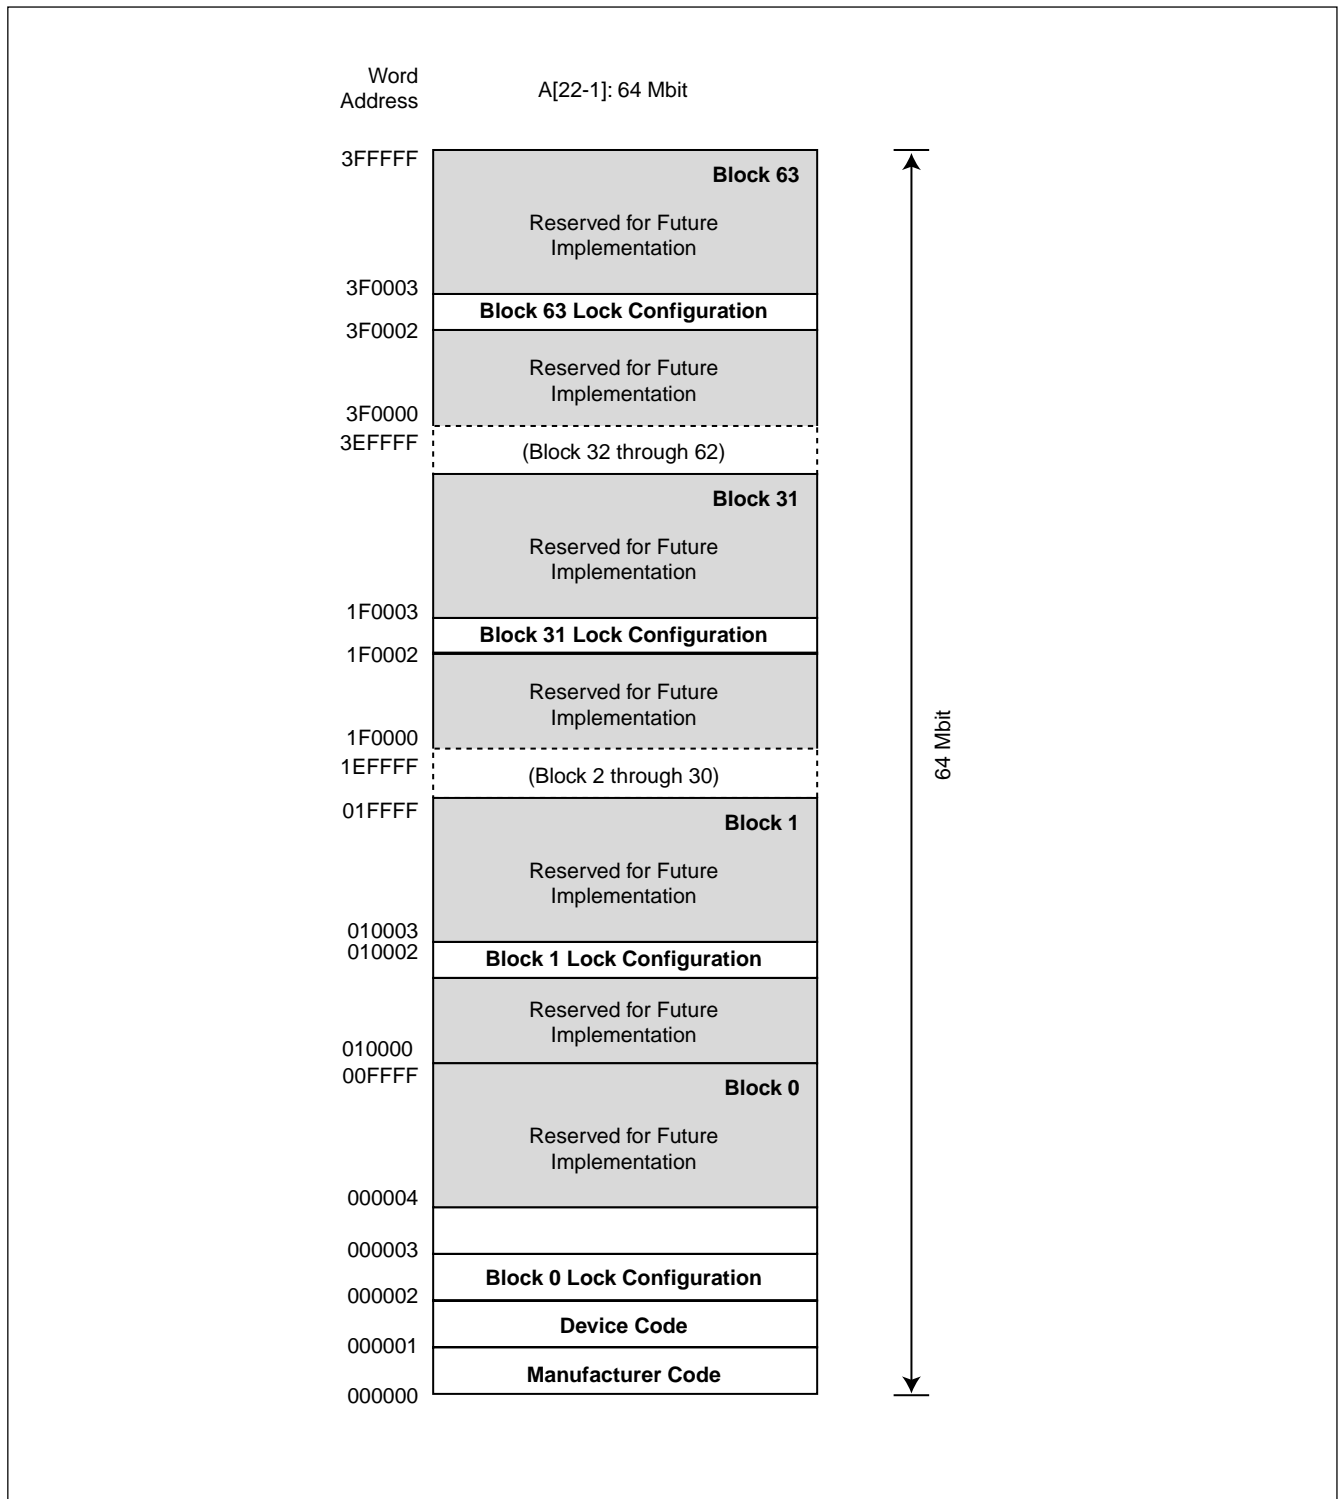 Word
Address
A[22-1]: 64 Mbit
3FFFFF
Block 63
Reserved for Future
Implementation
3F0003
Block 63 Lock Configuration
3F0002
Reserved for Future
Implementation
3F0000
3EFFFF
(Block 32 through 62)
Block 31
Reserved for Future
Implementation
1F0003
Block 31 Lock Configuration
1F0002
Reserved for Future
Implementation
1F0000
1EFFFF
(Block 2 through 30)
01FFFF
Block 1
Reserved for Future
Implementation
010003
010002
Block 1 Lock Configuration
Reserved for Future
Implementation
010000
00FFFF
Block 0
Reserved for Future
Implementation
000004
000003
Block 0 Lock Configuration
000002
Device Code
000001
Manufacturer Code
000000
64 Mbit